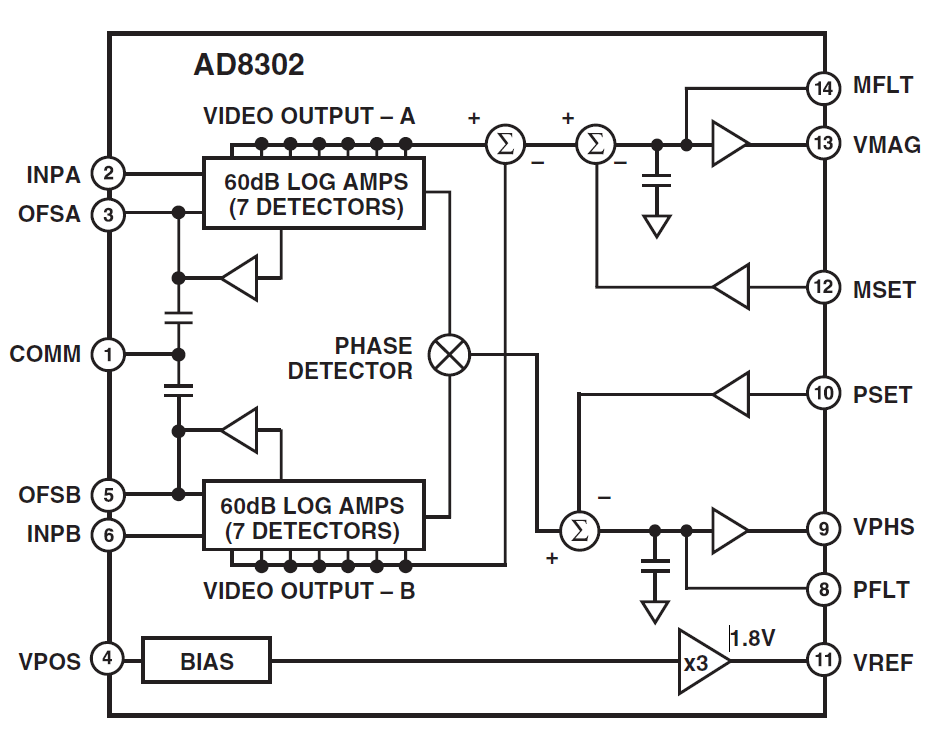 AD8302
VIDEO OUTPUT – A
+
Σ
–
+
Σ
–
14
MFLT
13
VMAG
INPA
2
OFSA
3
60dB LOG AMPS
(7 DETECTORS)
12
MSET
COMM
1
PHASE
DETECTOR
10
PSET
OFSB
5
INPB
6
60dB LOG AMPS
(7 DETECTORS)
–
Σ
+
9
VPHS
8
PFLT
VIDEO OUTPUT – B
VPOS
4
BIAS
x3
1.8V
11
VREF